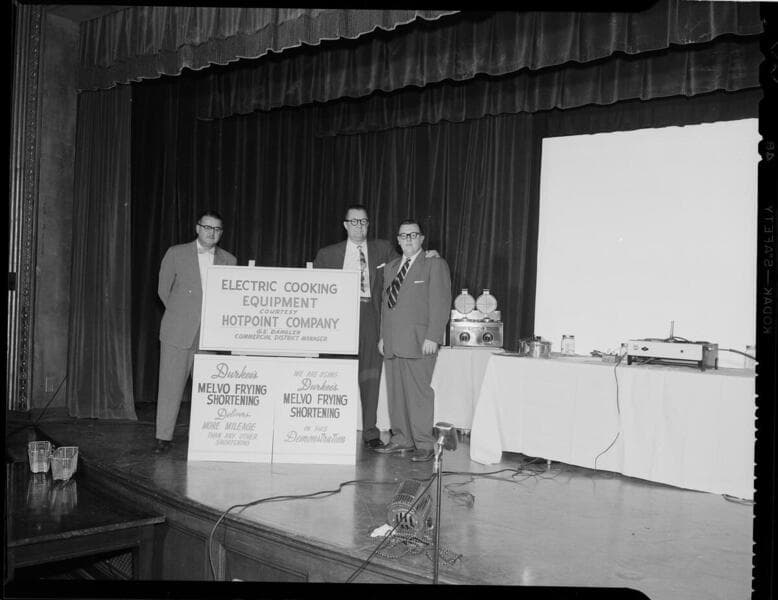 ELECTRIC COOKING
EQUIPMENT
COURTESY
HOTPOINT COMPANY
G.E. DANGLER
COMMERCIAL DISTRICT MANAGER
Durkee's
MELVO FRYING
SHORTENING
Delivers
MORE MILEAGE
THAN ANY OTHER
SHORTENING
WE ARE USING
Durkee's
MELVO FRYING
SHORTENING
IN THIS
Demonstration
KODAK-SAFETY